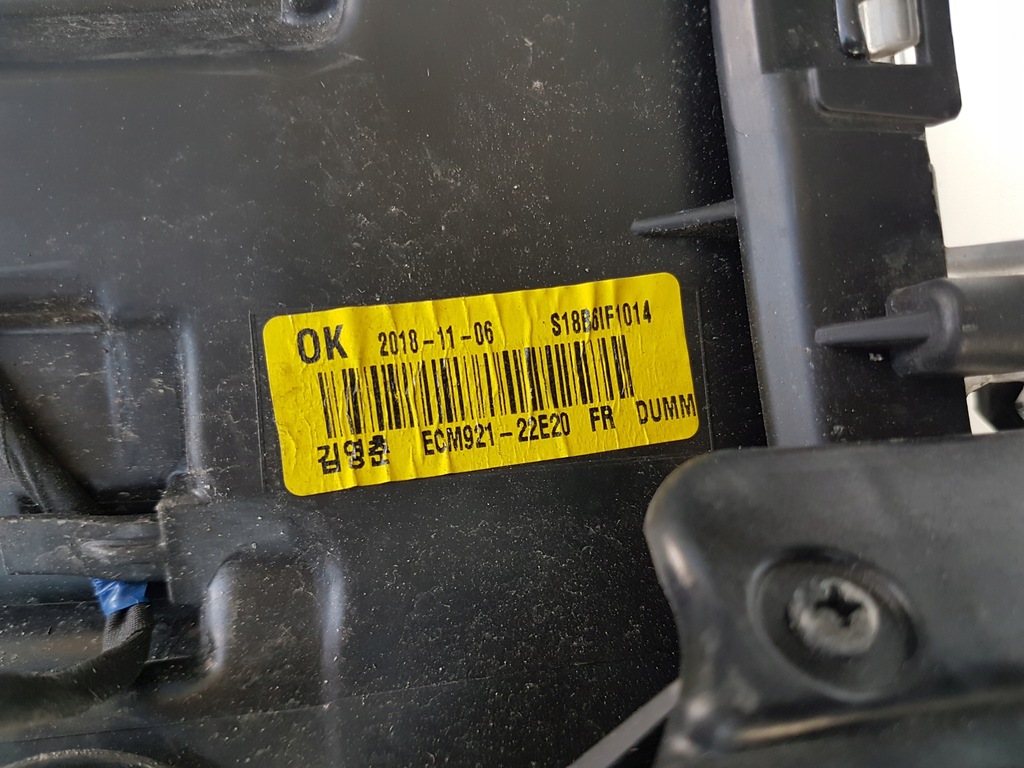 OK 2018-11-06 S18B6IF1014
김영춘 ECM921-22E20 FR DUMM